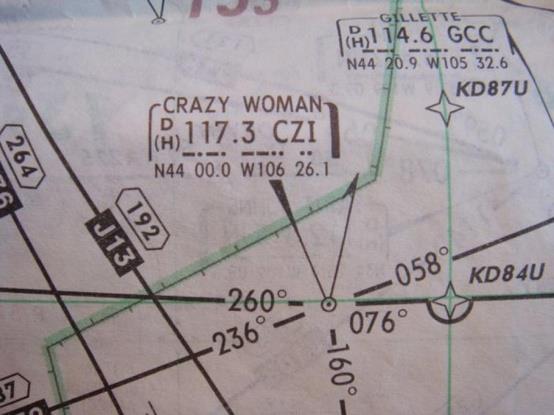 GILLETTE
D
(H) 114.6 GCC
N44 20.9 W105 32.6
KD87U
CRAZY WOMAN
D
(H) 117.3 CZI
N44 00.0 W106 26.1
264
192
J13
058°
KD84U
260°
076°
236°
160°